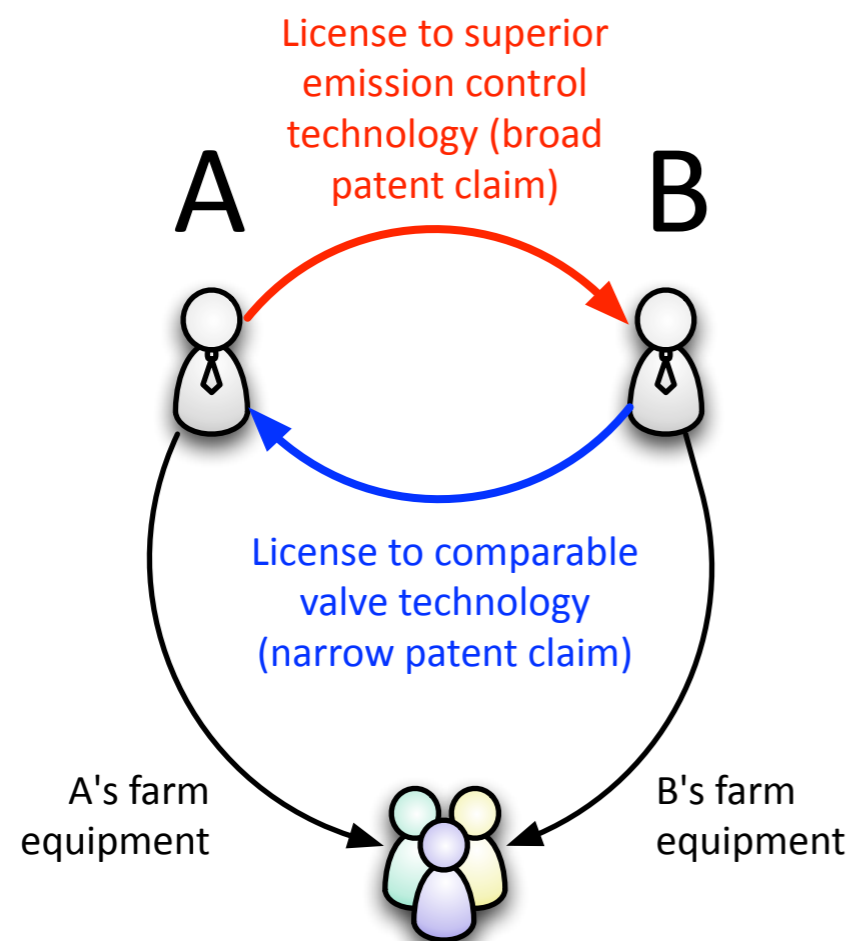 License to superior
emission control
technology (broad
patent claim)
A
B
License to comparable
valve technology
(narrow patent claim)
A's farm
equipment
B's farm
equipment